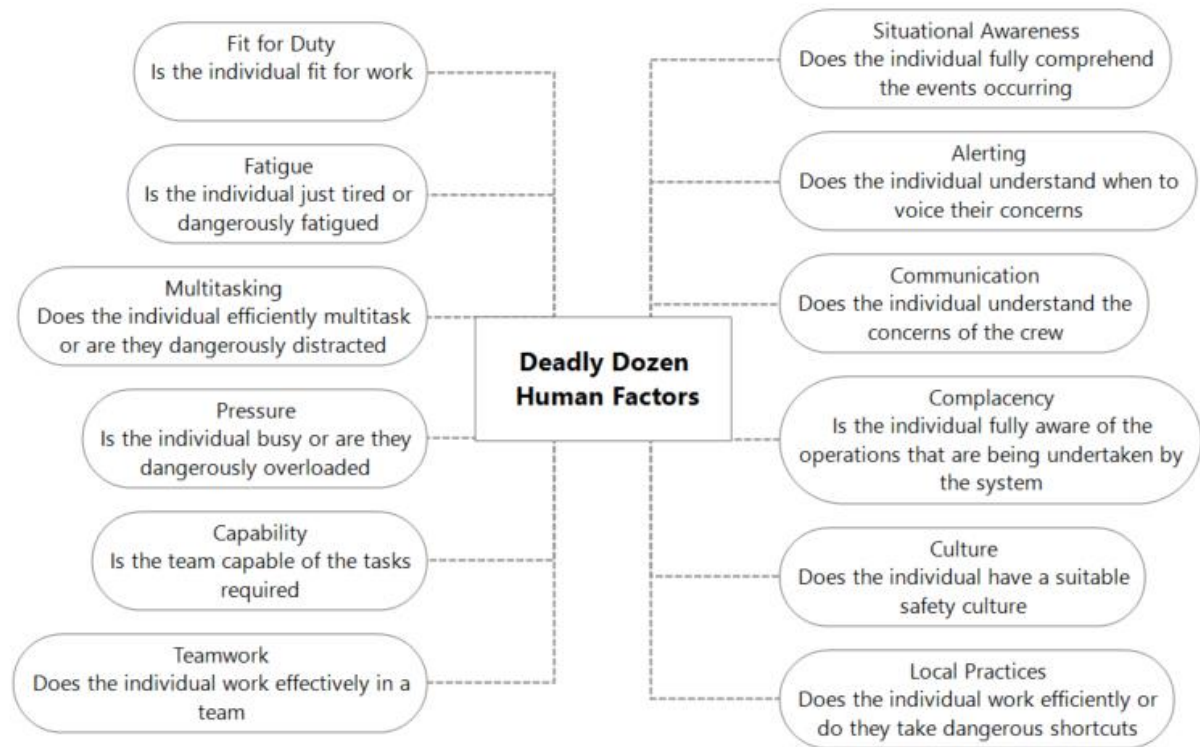 Fit for Duty
Is the individual fit for work
Fatigue
Is the individual just tired or
dangerously fatigued
Multitasking
Does the individual efficiently multitask
or are they dangerously distracted
Pressure
Is the individual busy or are they
dangerously overloaded
Capability
Is the team capable of the tasks
required
Teamwork
Does the individual work effectively in a
team
Deadly Dozen
Human Factors
Situational Awareness
Does the individual fully comprehend
the events occurring
Alerting
Does the individual understand when to
voice their concerns
Communication
Does the individual understand the
concerns of the crew
Complacency
Is the individual fully aware of the
operations that are being undertaken by
the system
Culture
Does the individual have a suitable
safety culture
Local Practices
Does the individual work efficiently or
do they take dangerous shortcuts